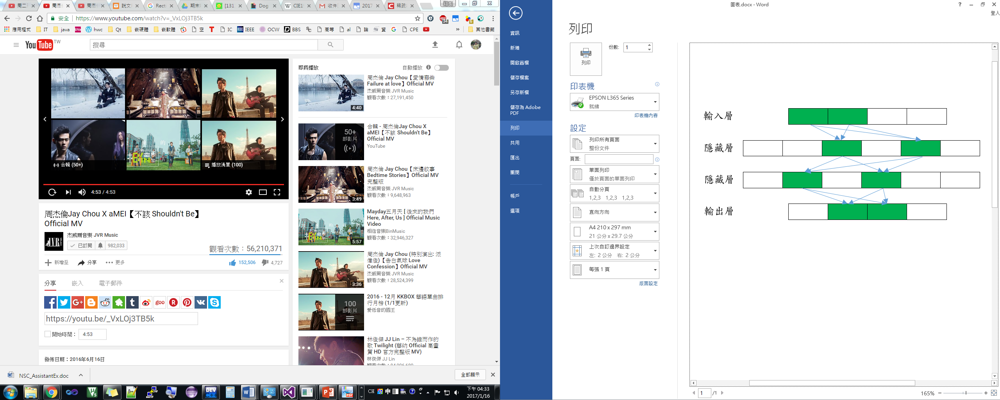 周二
周杰
周杰
說文
Rect
期末
[131
Dog
CIE1
收件
2017
稀疏
安全 https://www.youtube.com/watch?v=_VxLOj3TB5k
應用程式 IT java UVa hwc Qt 嵌硬體 嵌軟體 空 IC IEEE OCW BBS 高等 al 論 資 CPE » 其他書籤
YouTube TW
搜尋
合輯 (50+)
播放清單 (100)
4:53 / 4:53
周杰倫Jay Chou X aMEI【不該 Shouldn't Be】
Official MV
JVR Music
杰威爾音樂 JVR Music
已訂閱 982,033
觀看次數：56,210,371
新增至 分享 更多 152,506 4,727
分享 嵌入 電子郵件
https://youtu.be/_VxLOj3TB5k
開始時間： 4:53
發佈日期：2016年6月16日
即將播放 自動播放
周杰倫 Jay Chou【愛情廢柴
Failure at love】Official MV
杰威爾音樂 JVR Music
觀看次數：27,191,450
4:40
合輯 - 周杰倫Jay Chou X
aMEI【不該 Shouldn't Be】
Official MV
YouTube
50+
部影片
周杰倫 Jay Chou【床邊故事
Bedtime Stories】Official MV
完整版
杰威爾音樂 JVR Music
觀看次數：9,648,963
3:49
Mayday五月天 [ 後來的我們
Here, After, Us ] Official Music
Video
相信音樂BinMusic
觀看次數：32,946,327
5:57
周杰倫 Jay Chou (特別演出: 派
偉俊)【告白氣球 Love
Confession】Official MV
杰威爾音樂 JVR Music
觀看次數：28,524,399
3:36
2016 - 12月 KKBOX 華語單曲排
行月榜 (1/1更新)
愛低音的國王
100
部影片
林俊傑 JJ Lin – 不為誰而作的
歌 Twilight (華納 Official 高畫
質 HD 官方完整版 MV)
林俊傑 JJ Lin
NSC_AssistantEx.doc
全部顯示
CH 中
下午 04:33
2017/1/16
圖表.docx - Word
登入
資訊
新增
開啟舊檔
儲存檔案
另存新檔
儲存為 Adobe
PDF
列印
共用
匯出
關閉
帳戶
選項
列印
列印
份數: 1
印表機
EPSON L365 Series
就緒
印表機內容
設定
列印所有頁面
整份文件
頁面:
單面列印
僅於頁面的單面列印
自動分頁
1,2,3 1,2,3 1,2,3
直向方向
A4 210 x 297 mm
21 公分 x 29.7 公分
上次自訂邊界設定
左: 2 公分 右: 2 公分
每張 1 頁
版面設定
輸入層
隱藏層
隱藏層
輸出層
1 /1
165%